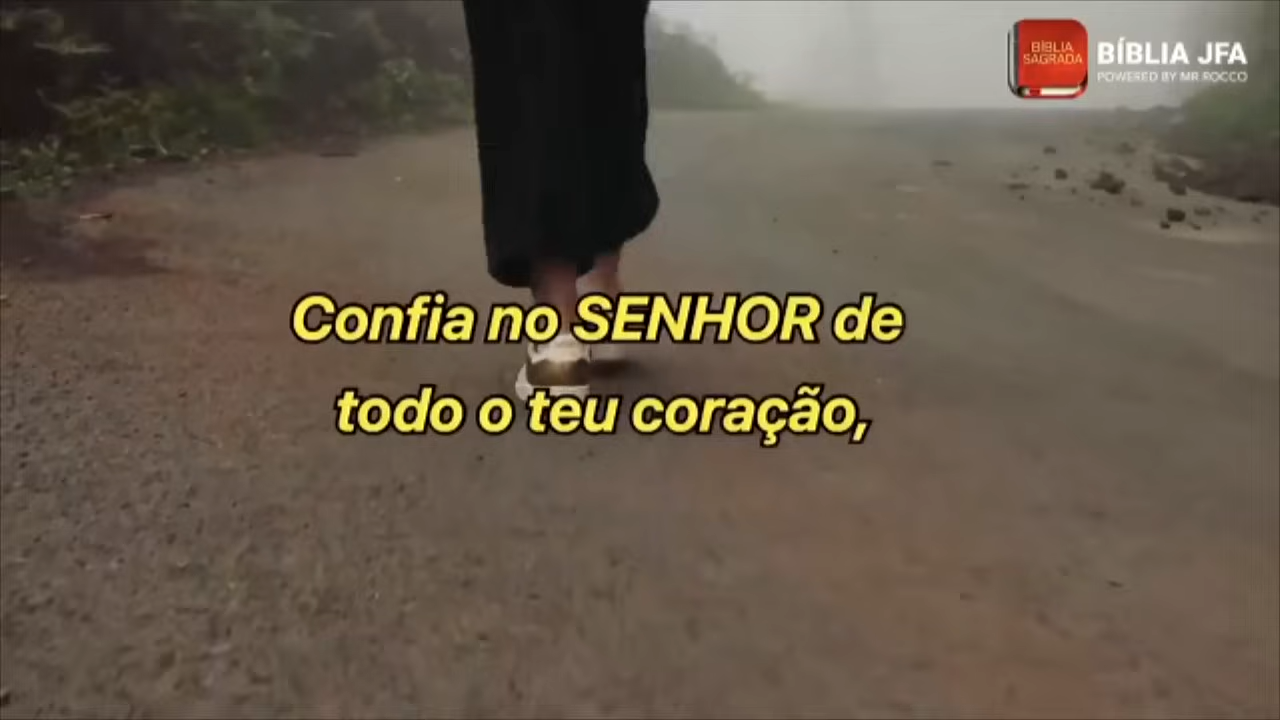 BÍBLIA
SAGRADA
BÍBLIA JFA
POWERED BY MR ROCCO
Confia no SENHOR de
todo o teu coração,